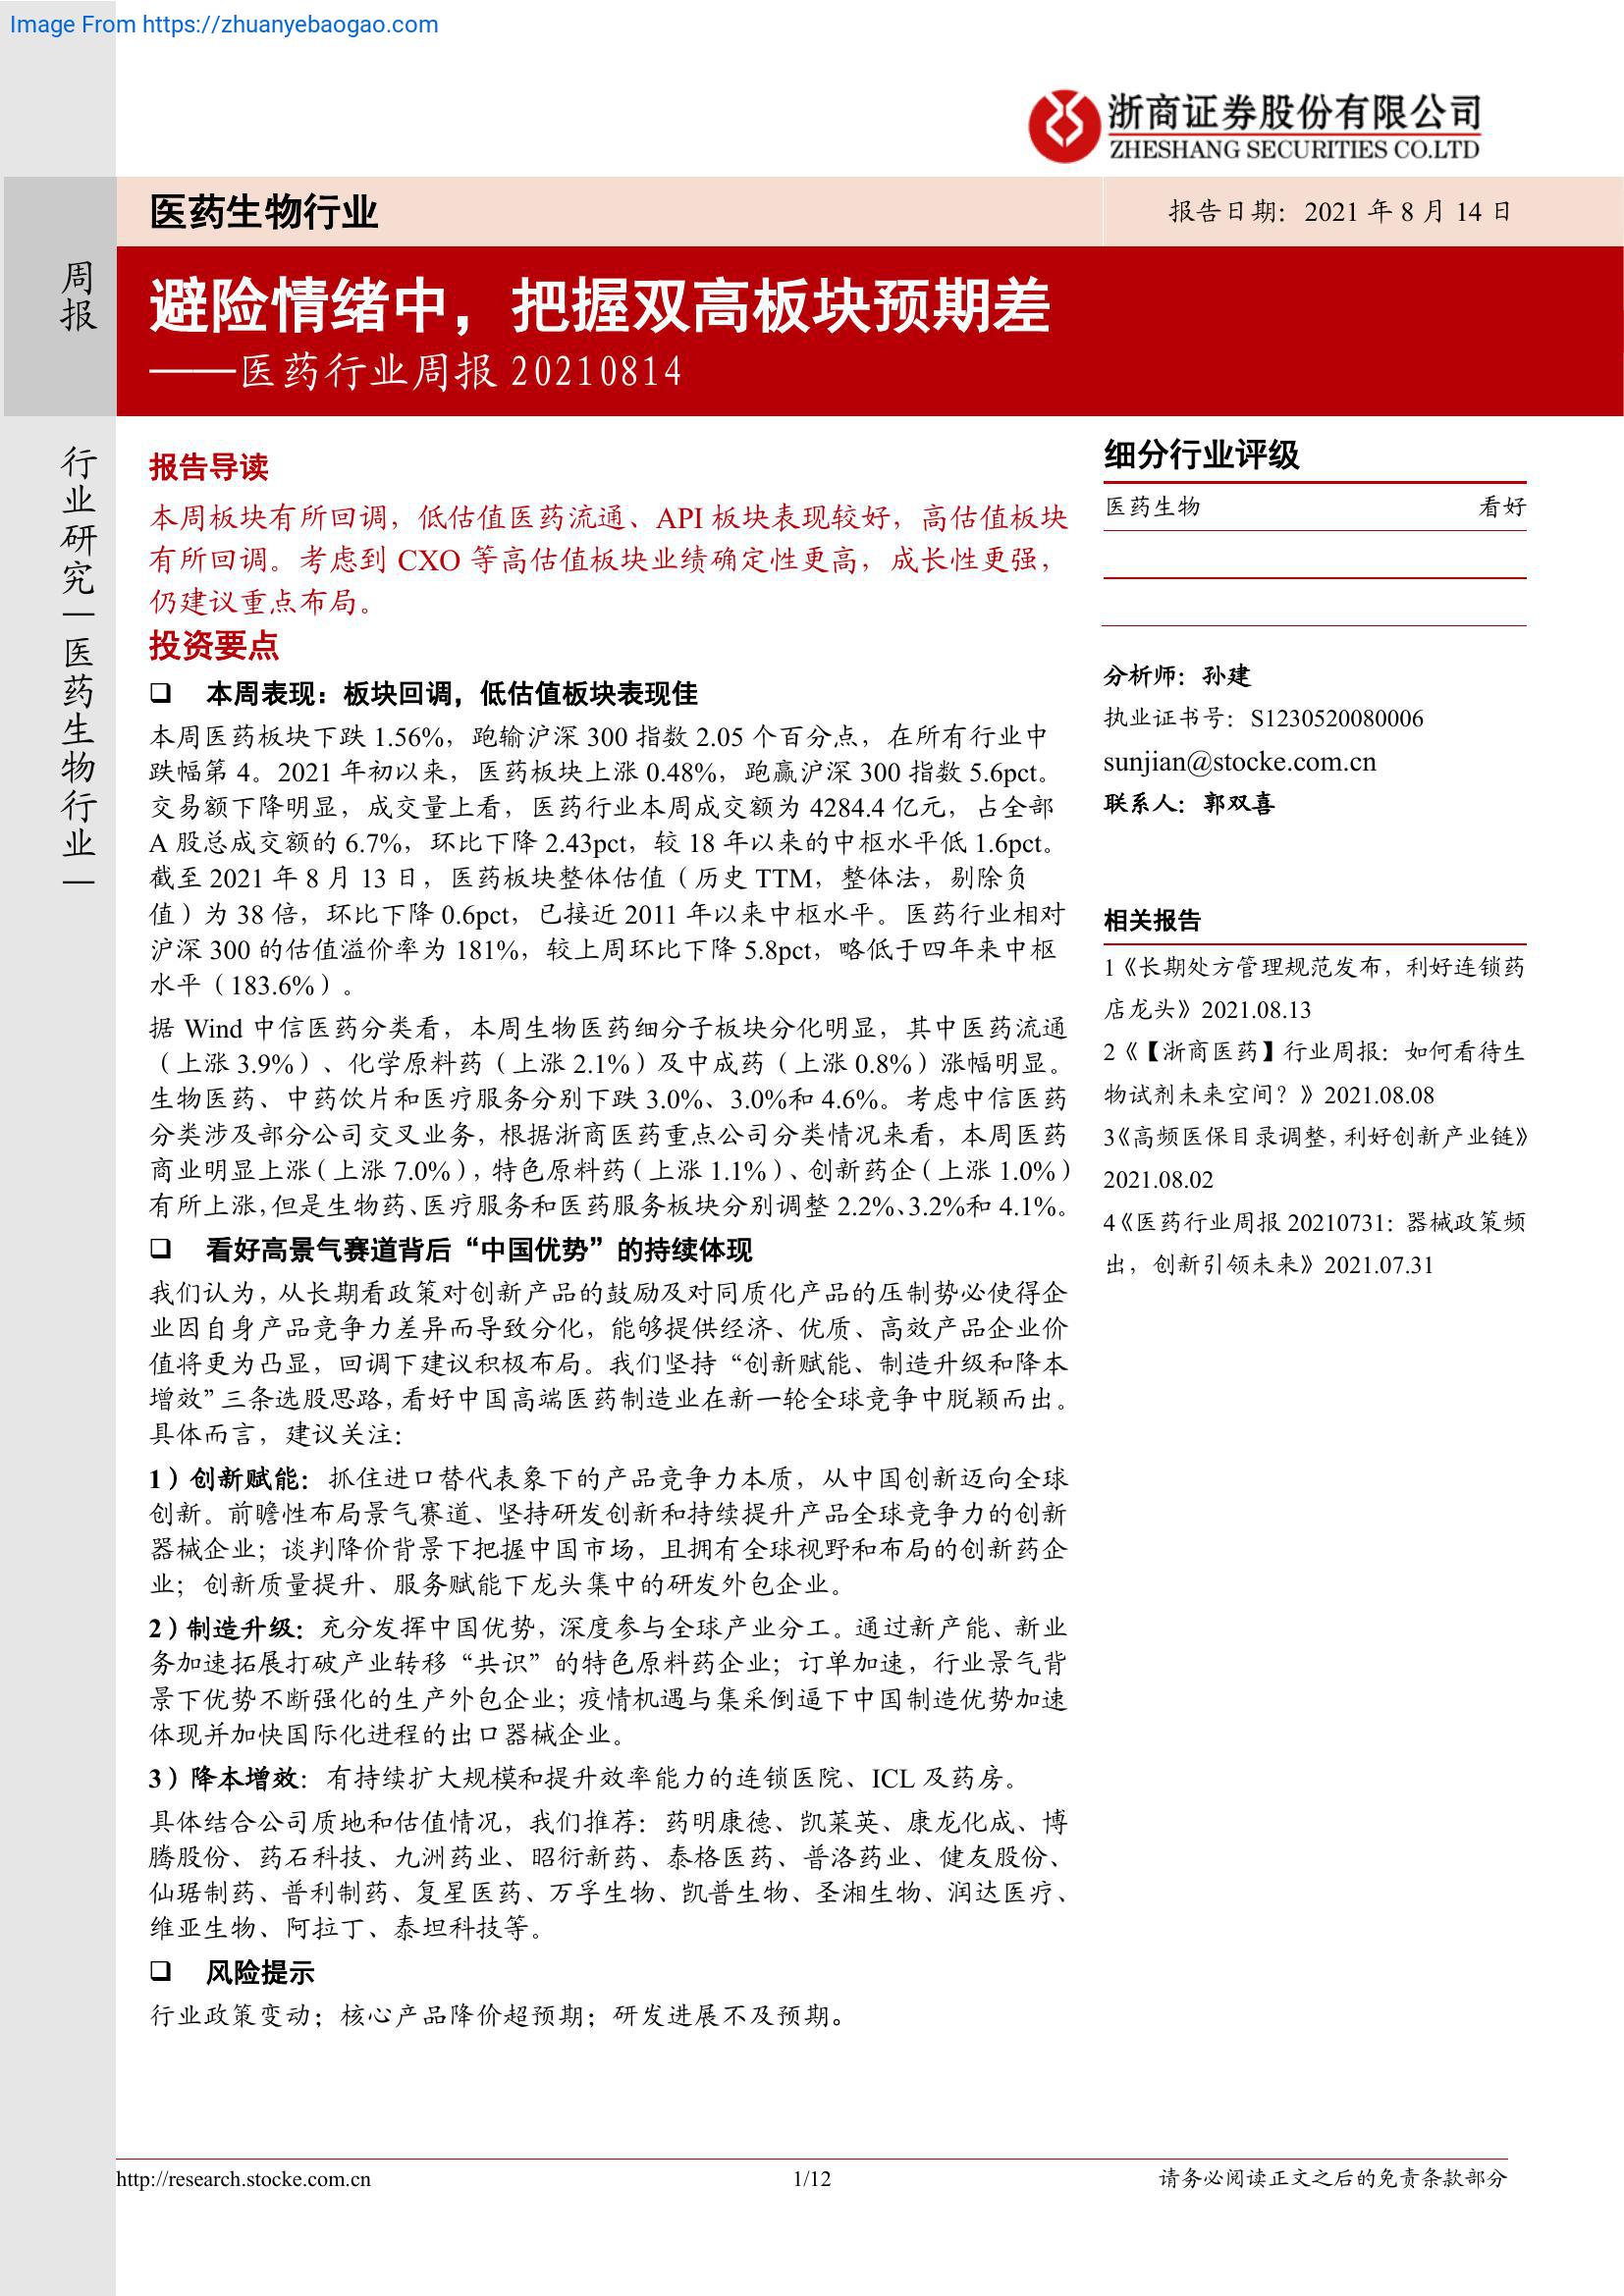 Image From https://zhuanyebaogao.com
浙商证券股份有限公司
ZHESHANG SECURITIES CO.LTD
医药生物行业
报告日期：2021 年 8 月 14 日
周报
避险情绪中，把握双高板块预期差
——医药行业周报 20210814
行业研究—医药生物行业—
报告导读
本周板块有所回调，低估值医药流通、API 板块表现较好，高估值板块
有所回调。考虑到 CXO 等高估值板块业绩确定性更高，成长性更强，
仍建议重点布局。
投资要点
❑ 本周表现：板块回调，低估值板块表现佳
本周医药板块下跌 1.56%，跑输沪深 300 指数 2.05 个百分点，在所有行业中
跌幅第 4。2021 年初以来，医药板块上涨 0.48%，跑赢沪深 300 指数 5.6pct。
交易额下降明显，成交量上看，医药行业本周成交额为 4284.4 亿元，占全部
A 股总成交额的 6.7%，环比下降 2.43pct，较 18 年以来的中枢水平低 1.6pct。
截至 2021 年 8 月 13 日，医药板块整体估值（历史 TTM，整体法，剔除负
值）为 38 倍，环比下降 0.6pct，已接近 2011 年以来中枢水平。医药行业相对
沪深 300 的估值溢价率为 181%，较上周环比下降 5.8pct，略低于四年来中枢
水平（183.6%）。
据 Wind 中信医药分类看，本周生物医药细分子板块分化明显，其中医药流通
（上涨 3.9%）、化学原料药（上涨 2.1%）及中成药（上涨 0.8%）涨幅明显。
生物医药、中药饮片和医疗服务分别下跌 3.0%、3.0%和 4.6%。考虑中信医药
分类涉及部分公司交叉业务，根据浙商医药重点公司分类情况来看，本周医药
商业明显上涨（上涨 7.0%），特色原料药（上涨 1.1%）、创新药企（上涨 1.0%）
有所上涨，但是生物药、医疗服务和医药服务板块分别调整 2.2%、3.2%和 4.1%。
❑ 看好高景气赛道背后“中国优势”的持续体现
我们认为，从长期看政策对创新产品的鼓励及对同质化产品的压制势必使得企
业因自身产品竞争力差异而导致分化，能够提供经济、优质、高效产品企业价
值将更为凸显，回调下建议积极布局。我们坚持“创新赋能、制造升级和降本
增效”三条选股思路，看好中国高端医药制造业在新一轮全球竞争中脱颖而出。
具体而言，建议关注：
1）创新赋能：抓住进口替代表象下的产品竞争力本质，从中国创新迈向全球
创新。前瞻性布局景气赛道、坚持研发创新和持续提升产品全球竞争力的创新
器械企业；谈判降价背景下把握中国市场，且拥有全球视野和布局的创新药企
业；创新质量提升、服务赋能下龙头集中的研发外包企业。
2）制造升级：充分发挥中国优势，深度参与全球产业分工。通过新产能、新业
务加速拓展打破产业转移“共识”的特色原料药企业；订单加速，行业景气背
景下优势不断强化的生产外包企业；疫情机遇与集采倒逼下中国制造优势加速
体现并加快国际化进程的出口器械企业。
3）降本增效：有持续扩大规模和提升效率能力的连锁医院、ICL 及药房。
具体结合公司质地和估值情况，我们推荐：药明康德、凯莱英、康龙化成、博
腾股份、药石科技、九洲药业、昭衍新药、泰格医药、普洛药业、健友股份、
仙琚制药、普利制药、复星医药、万孚生物、凯普生物、圣湘生物、润达医疗、
维亚生物、阿拉丁、泰坦科技等。
❑ 风险提示
行业政策变动；核心产品降价超预期；研发进展不及预期。
细分行业评级
医药生物 看好
分析师：孙建
执业证书号：S1230520080006
sunjian@stocke.com.cn
联系人：郭双喜
相关报告
1《长期处方管理规范发布，利好连锁药
店龙头》2021.08.13
2《【浙商医药】行业周报：如何看待生
物试剂未来空间？》2021.08.08
3《高频医保目录调整，利好创新产业链》
2021.08.02
4《医药行业周报 20210731：器械政策频
出，创新引领未来》2021.07.31
http://research.stocke.com.cn
1/12
请务必阅读正文之后的免责条款部分